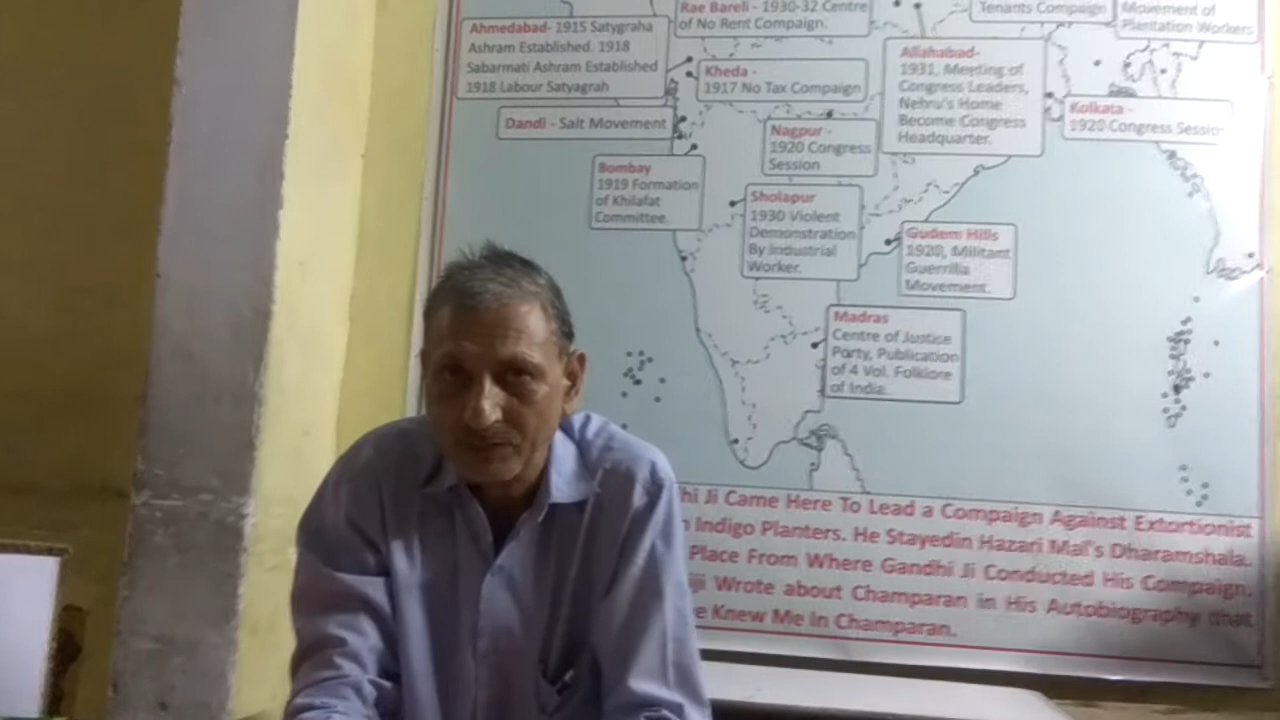 Rae Bareli - 1930-32 Centre
of No Rent Compaign.
Tenants Compaign
Movement of
Plantation Workers
Ahmedabad- 1915 Satygraha
Ashram Established. 1918
Sabarmati Ashram Established
1918 Labour Satyagrah
Kheda -
1917 No Tax Compaign
Allahabad-
1931, Meeting of
Congress Leaders,
Nehru's Home
Become Congress
Headquarter.
Kolkata -
1920 Congress Sessio
Dandi - Salt Movement
Nagpur -
1920 Congress
Session
Bombay
1919 Formation
of Khilafat
Committee.
Sholapur
1930 Violent
Demonstration
By Industrial
Worker.
Gudem Hills
1920, Militant
Guerrilla
Movement.
Madras
Centre of Justice
Party, Publication
of 4 Vol. Folklore
of India.
hi Ji Came Here To Lead a Compaign Against Extortionist
Indigo Planters. He Stayedin Hazari Mal's Dharamshala.
Place From Where Gandhi Ji Conducted His Compaign.
ji Wrote about Champaran in His Autobiography that
e Knew Me In Champaran.